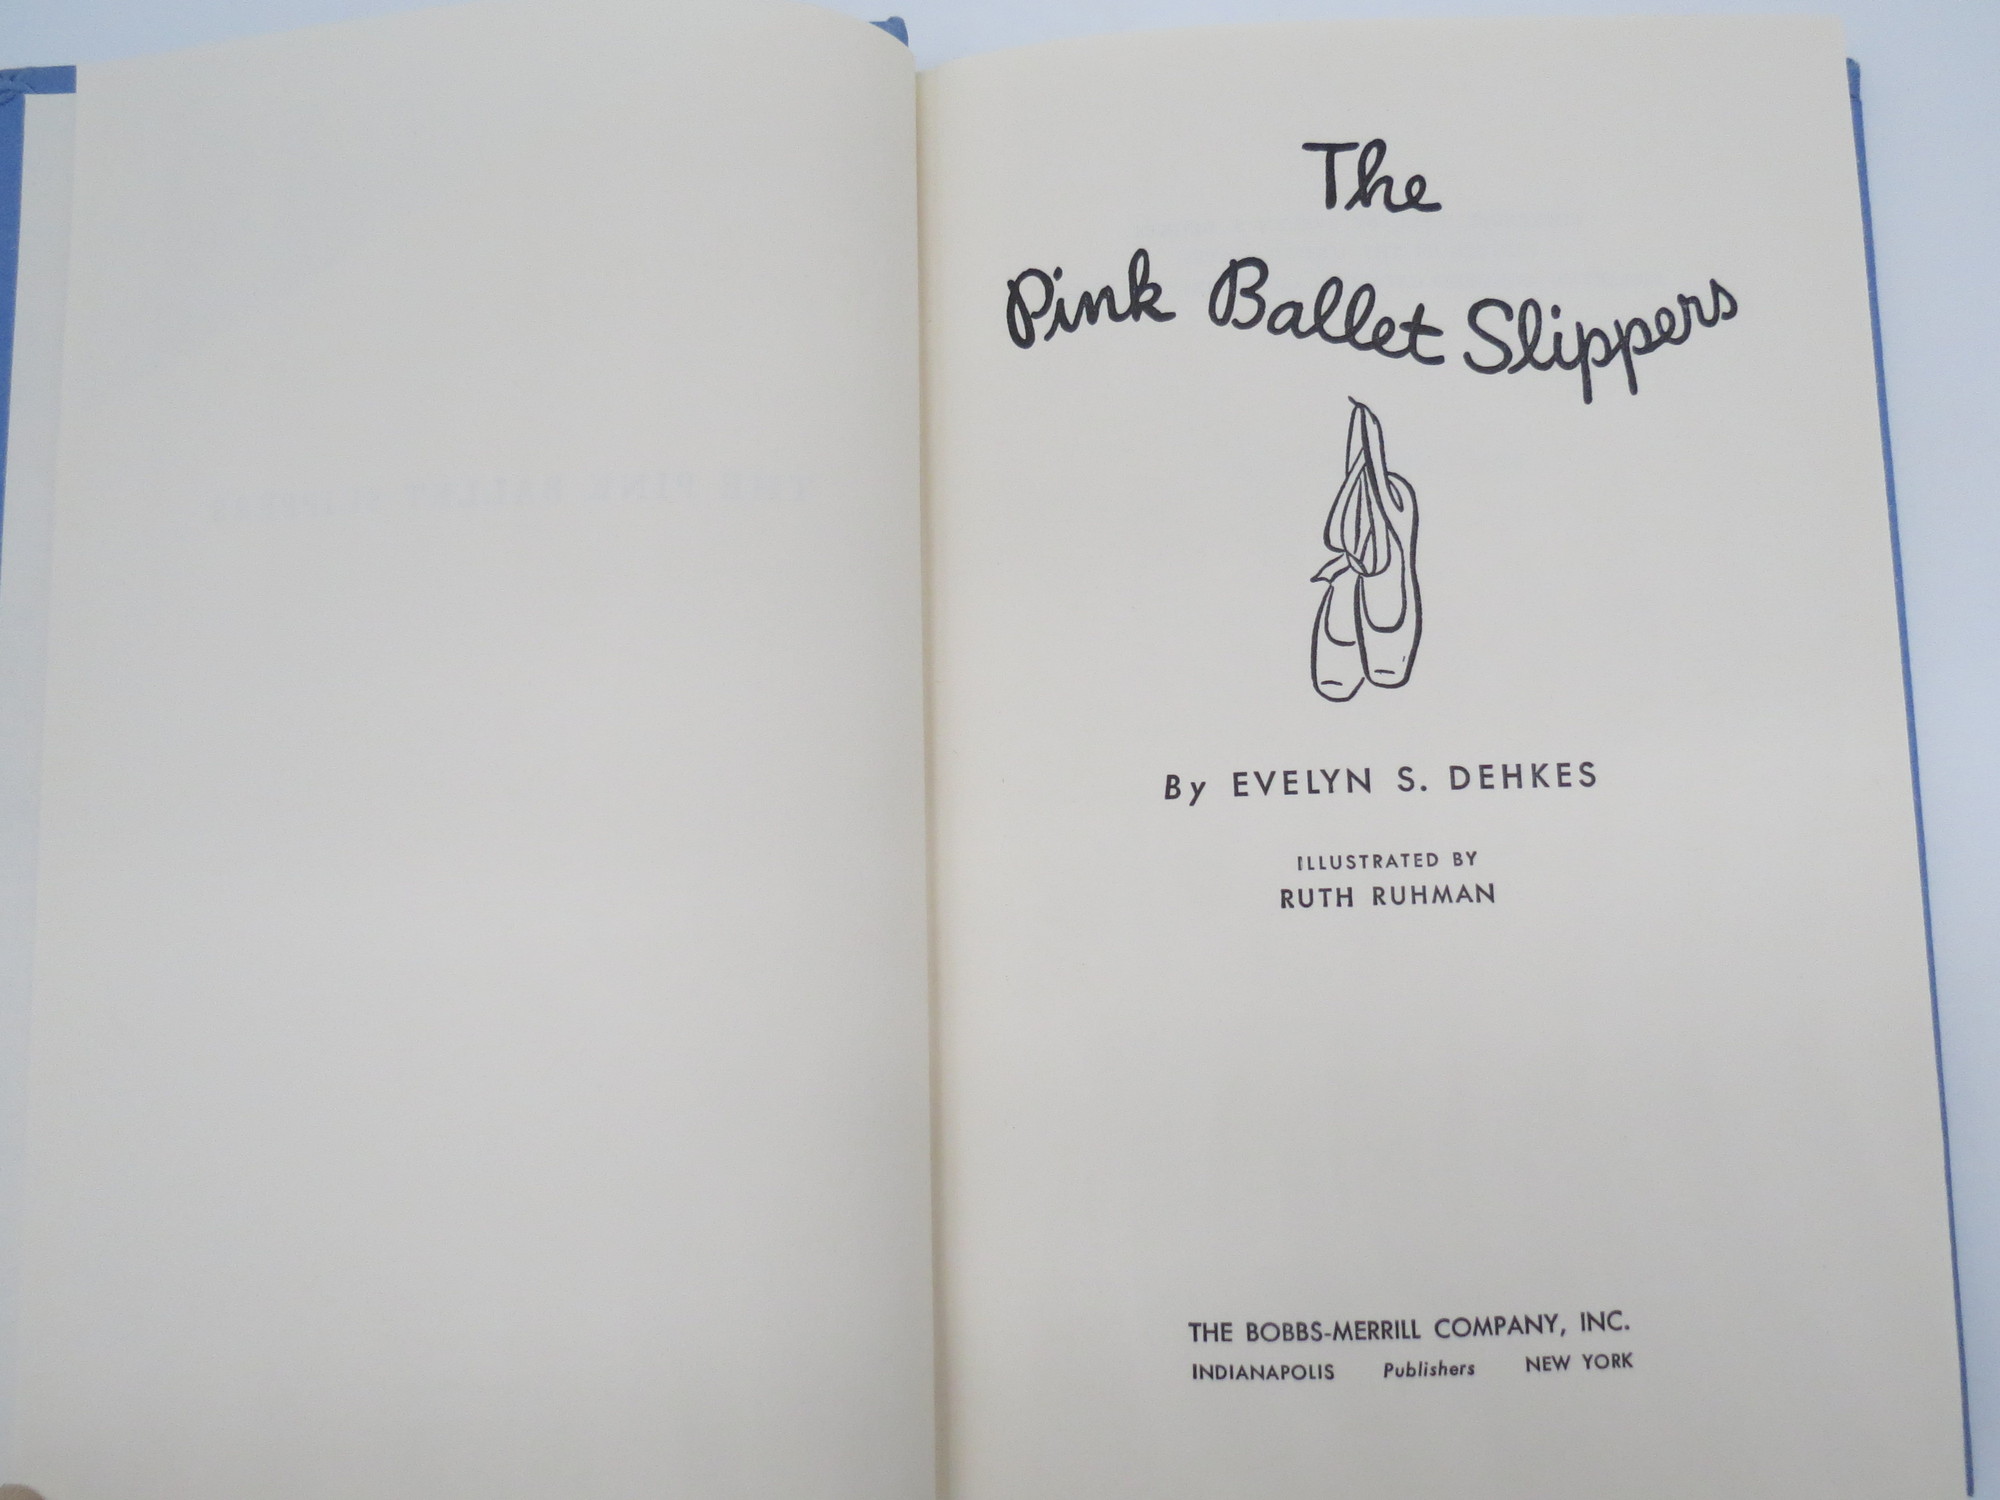 The
Pink Ballet Slippers
By EVELYN S. DEHKES
ILLUSTRATED BY
RUTH RUHMAN
THE BOBBS-MERRILL COMPANY, INC.
INDIANAPOLIS Publishers NEW YORK